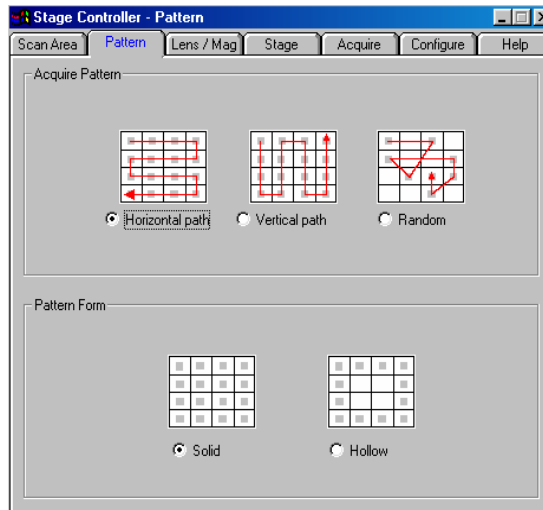 Stage Controller - Pattern
Scan Area Pattern Lens / Mag Stage Acquire Configure Help
Acquire Pattern
Horizontal path Vertical path Random
Pattern Form
Solid Hollow